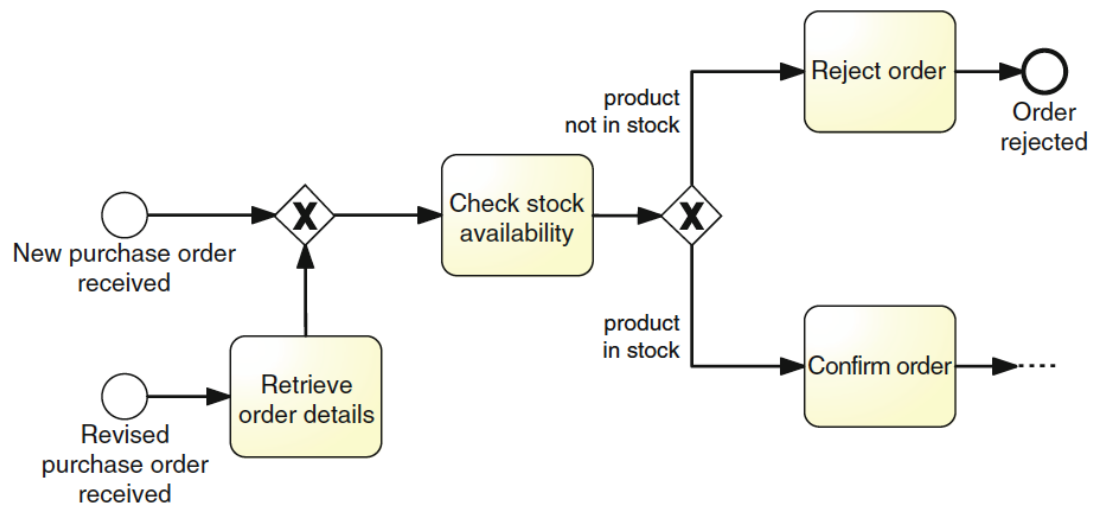 Reject order
product
not in stock
Order
rejected
X
Check stock
availability
X
New purchase order
received
product
in stock
Retrieve
order details
Confirm order
Revised
purchase order
received